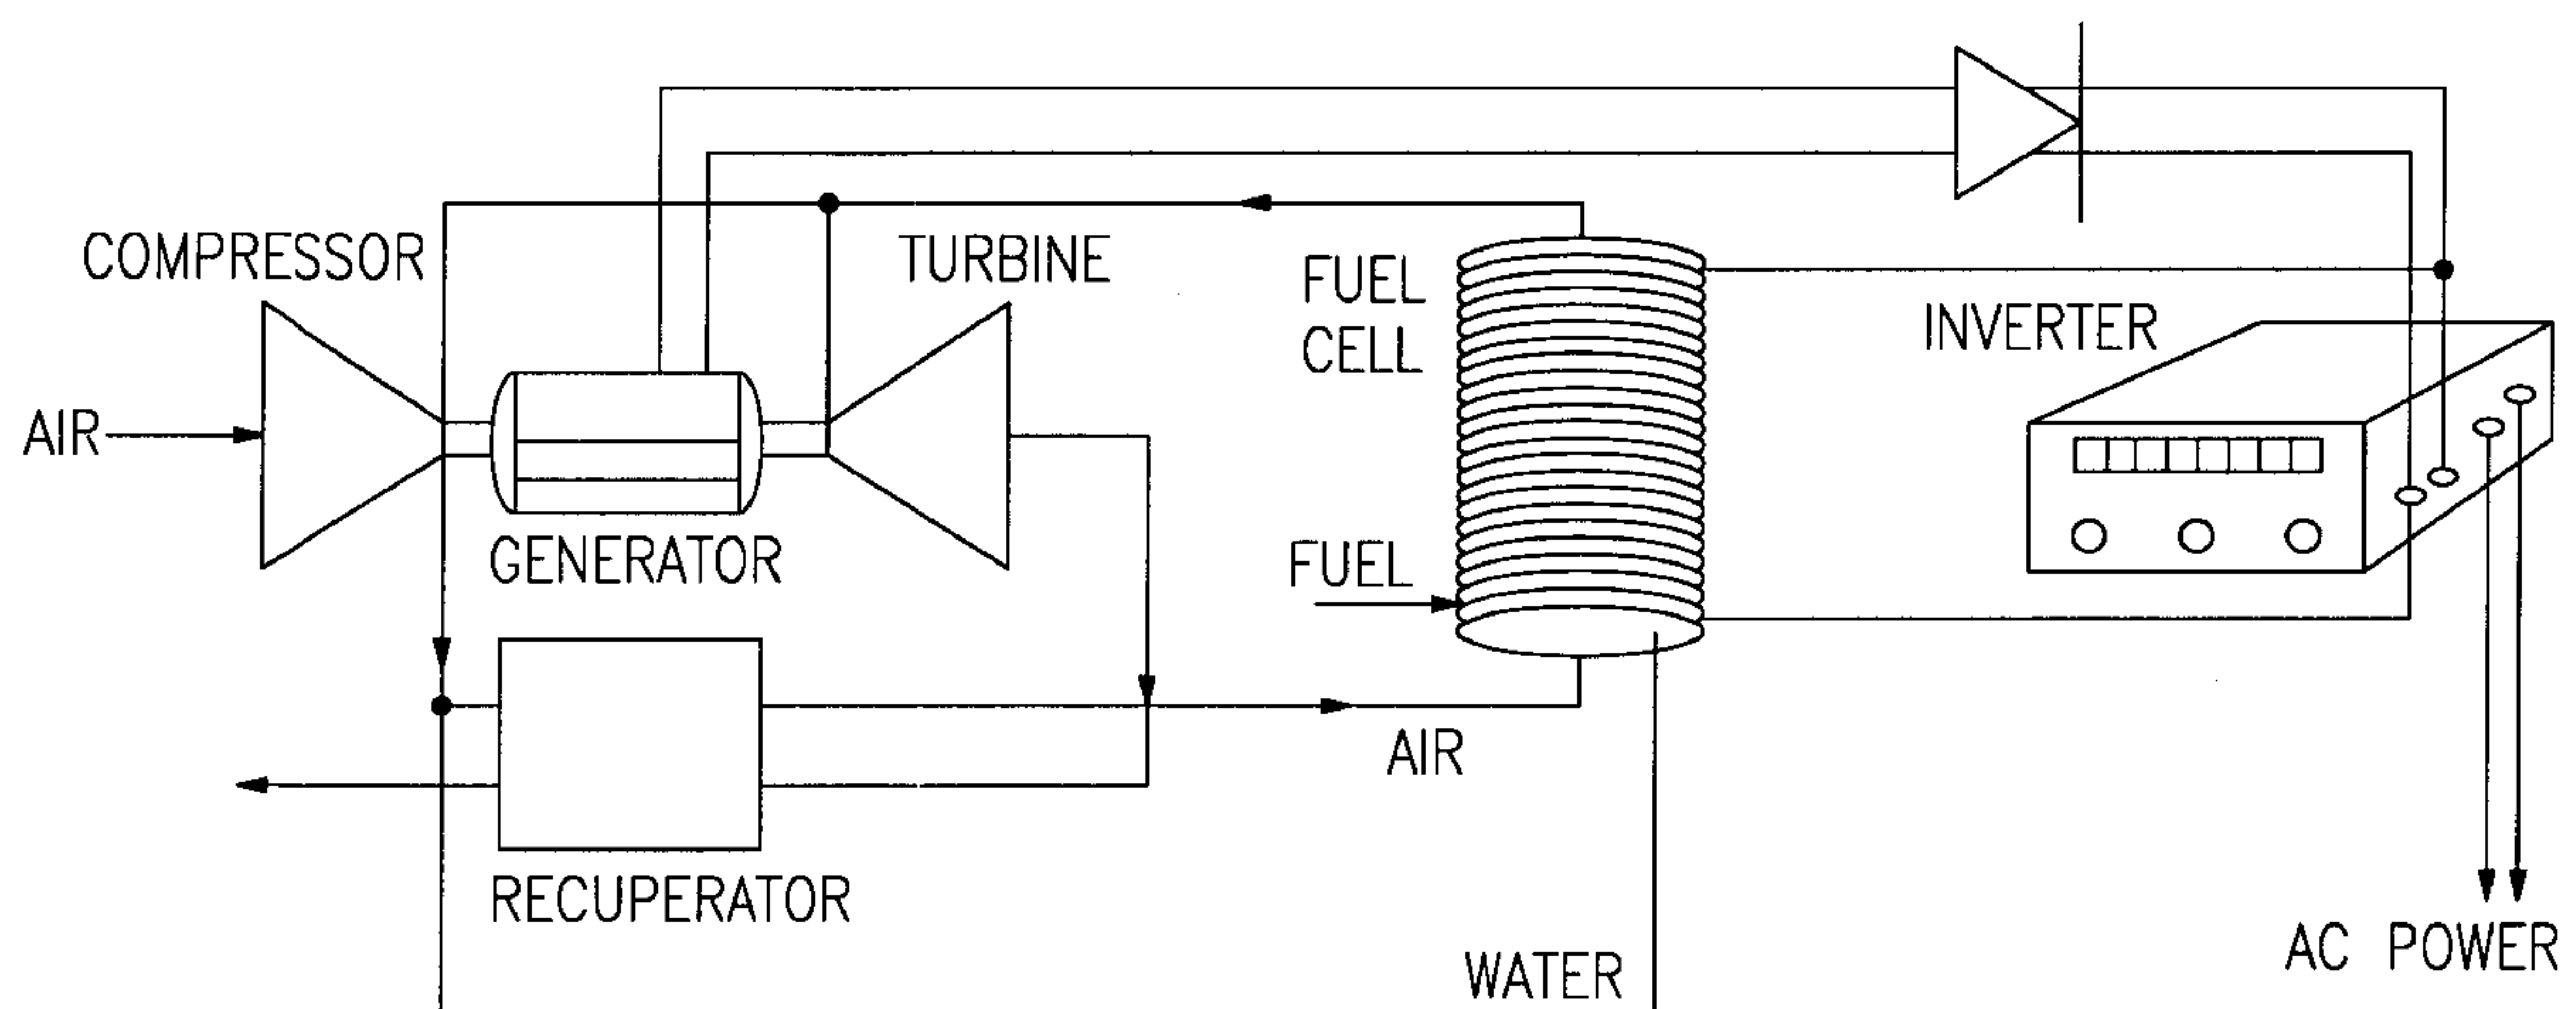 COMPRESSOR
TURBINE
FUEL
CELL
INVERTER
AIR
GENERATOR
FUEL
AIR
RECUPERATOR
WATER
AC POWER